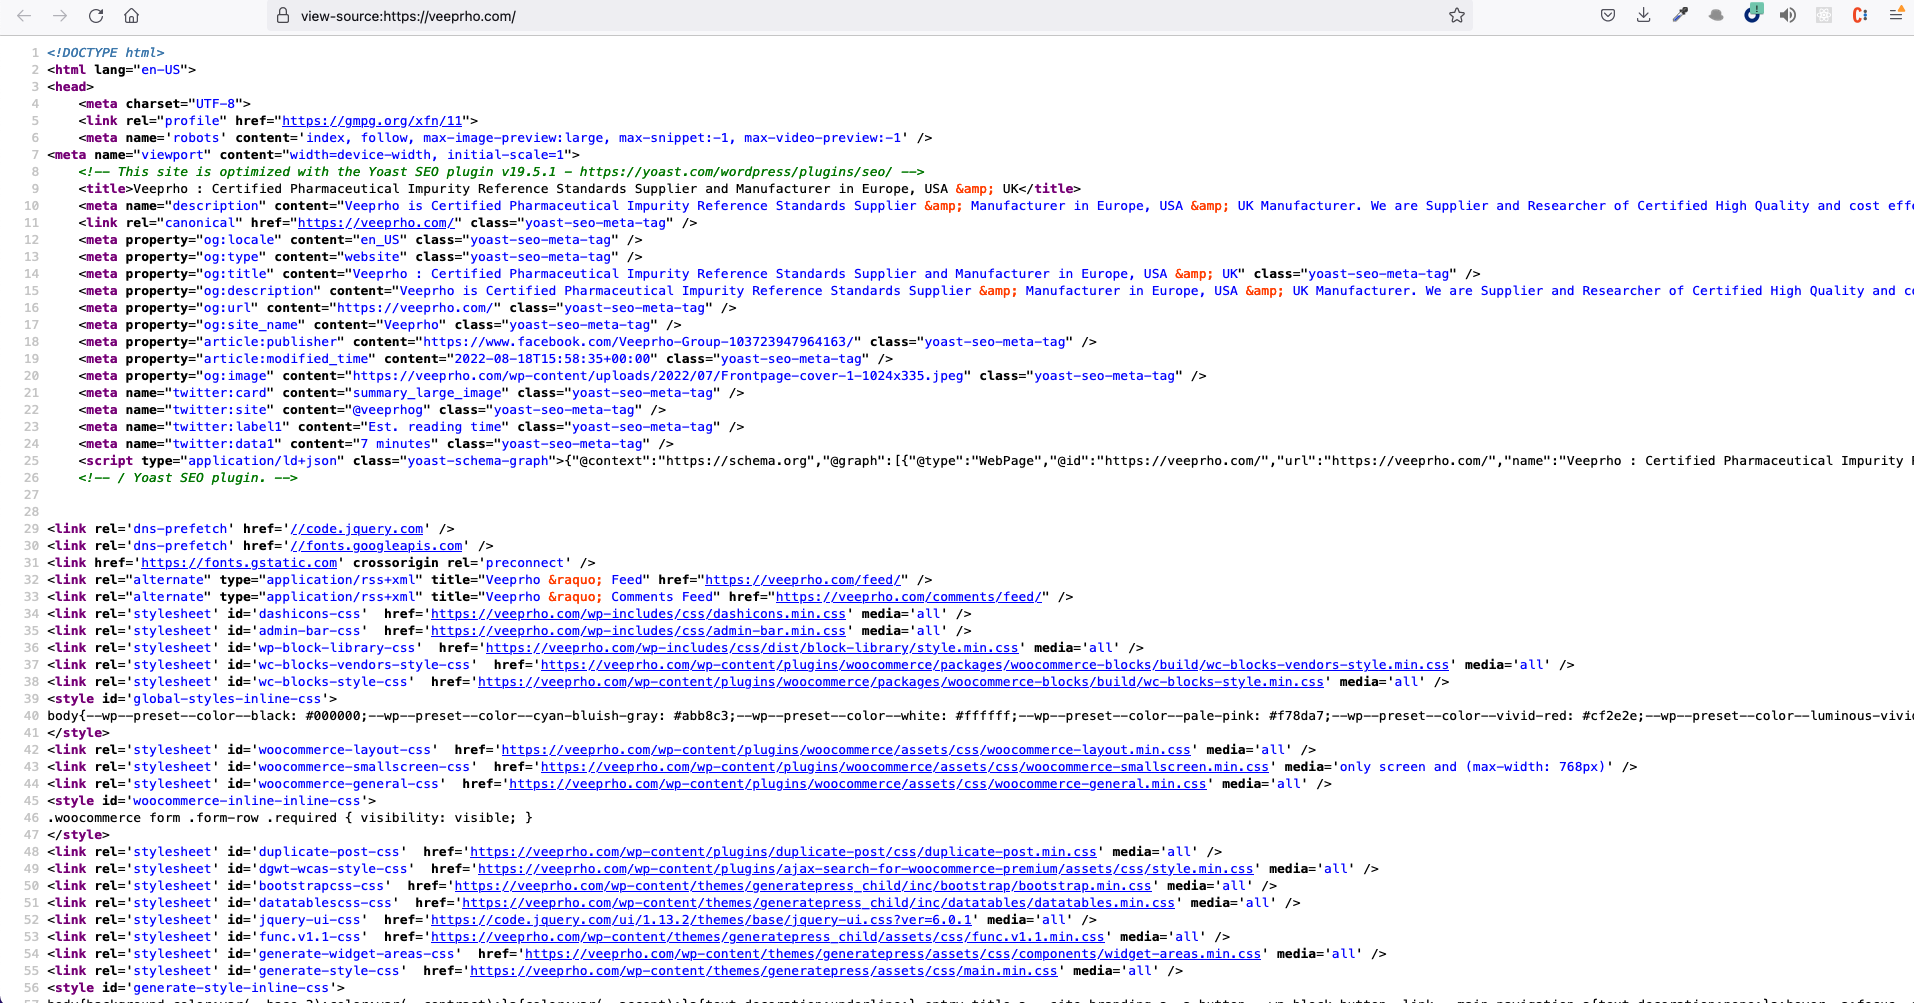 view-source:https://veeprho.com/
1 <!DOCTYPE html>
2 <html lang="en-US">
3 <head>
4 <meta charset="UTF-8">
5 <link rel="profile" href="https://gmpg.org/xfn/11">
6 <meta name='robots' content='index, follow, max-image-preview:large, max-snippet:-1, max-video-preview:-1' />
7 <meta name="viewport" content="width=device-width, initial-scale=1">
8 <!-- This site is optimized with the Yoast SEO plugin v19.5.1 - https://yoast.com/wordpress/plugins/seo/ -->
9 <title>Veeprho : Certified Pharmaceutical Impurity Reference Standards Supplier and Manufacturer in Europe, USA &amp; UK</title>
10 <meta name="description" content="Veeprho is Certified Pharmaceutical Impurity Reference Standards Supplier &amp; Manufacturer in Europe, USA &amp; UK Manufacturer. We are Supplier and Researcher of Certified High Quality and cost eff
11 <link rel="canonical" href="https://veeprho.com/" class="yoast-seo-meta-tag" />
12 <meta property="og:locale" content="en_US" class="yoast-seo-meta-tag" />
13 <meta property="og:type" content="website" class="yoast-seo-meta-tag" />
14 <meta property="og:title" content="Veeprho : Certified Pharmaceutical Impurity Reference Standards Supplier and Manufacturer in Europe, USA &amp; UK" class="yoast-seo-meta-tag" />
15 <meta property="og:description" content="Veeprho is Certified Pharmaceutical Impurity Reference Standards Supplier &amp; Manufacturer in Europe, USA &amp; UK Manufacturer. We are Supplier and Researcher of Certified High Quality and c
16 <meta property="og:url" content="https://veeprho.com/" class="yoast-seo-meta-tag" />
17 <meta property="og:site_name" content="Veeprho" class="yoast-seo-meta-tag" />
18 <meta property="article:publisher" content="https://www.facebook.com/Veeprho-Group-103723947964163/" class="yoast-seo-meta-tag" />
19 <meta property="article:modified_time" content="2022-08-18T15:58:35+00:00" class="yoast-seo-meta-tag" />
20 <meta property="og:image" content="https://veeprho.com/wp-content/uploads/2022/07/Frontpage-cover-1-1024x335.jpeg" class="yoast-seo-meta-tag" />
21 <meta name="twitter:card" content="summary_large_image" class="yoast-seo-meta-tag" />
22 <meta name="twitter:site" content="@veeprhog" class="yoast-seo-meta-tag" />
23 <meta name="twitter:label1" content="Est. reading time" class="yoast-seo-meta-tag" />
24 <meta name="twitter:data1" content="7 minutes" class="yoast-seo-meta-tag" />
25 <script type="application/ld+json" class="yoast-schema-graph">{"@context":"https://schema.org","@graph":[{"@type":"WebPage","@id":"https://veeprho.com/","url":"https://veeprho.com/","name":"Veeprho : Certified Pharmaceutical Impurity
26 <!-- / Yoast SEO plugin. -->
27
28
29 <link rel='dns-prefetch' href='//code.jquery.com' />
30 <link rel='dns-prefetch' href='//fonts.googleapis.com' />
31 <link href='https://fonts.gstatic.com' crossorigin rel='preconnect' />
32 <link rel="alternate" type="application/rss+xml" title="Veeprho &raquo; Feed" href="https://veeprho.com/feed/" />
33 <link rel="alternate" type="application/rss+xml" title="Veeprho &raquo; Comments Feed" href="https://veeprho.com/comments/feed/" />
34 <link rel='stylesheet' id='dashicons-css' href='https://veeprho.com/wp-includes/css/dashicons.min.css' media='all' />
35 <link rel='stylesheet' id='admin-bar-css' href='https://veeprho.com/wp-includes/css/admin-bar.min.css' media='all' />
36 <link rel='stylesheet' id='wp-block-library-css' href='https://veeprho.com/wp-includes/css/dist/block-library/style.min.css' media='all' />
37 <link rel='stylesheet' id='wc-blocks-vendors-style-css' href='https://veeprho.com/wp-content/plugins/woocommerce/packages/woocommerce-blocks/build/wc-blocks-vendors-style.min.css' media='all' />
38 <link rel='stylesheet' id='wc-blocks-style-css' href='https://veeprho.com/wp-content/plugins/woocommerce/packages/woocommerce-blocks/build/wc-blocks-style.min.css' media='all' />
39 <style id='global-styles-inline-css'>
40 body{--wp--preset--color--black: #000000;--wp--preset--color--cyan-bluish-gray: #abb8c3;--wp--preset--color--white: #ffffff;--wp--preset--color--pale-pink: #f78da7;--wp--preset--color--vivid-red: #cf2e2e;--wp--preset--color--luminous-vivid
41 </style>
42 <link rel='stylesheet' id='woocommerce-layout-css' href='https://veeprho.com/wp-content/plugins/woocommerce/assets/css/woocommerce-layout.min.css' media='all' />
43 <link rel='stylesheet' id='woocommerce-smallscreen-css' href='https://veeprho.com/wp-content/plugins/woocommerce/assets/css/woocommerce-smallscreen.min.css' media='only screen and (max-width: 768px)' />
44 <link rel='stylesheet' id='woocommerce-general-css' href='https://veeprho.com/wp-content/plugins/woocommerce/assets/css/woocommerce-general.min.css' media='all' />
45 <style id='woocommerce-inline-inline-css'>
46 .woocommerce form .form-row .required { visibility: visible; }
47 </style>
48 <link rel='stylesheet' id='duplicate-post-css' href='https://veeprho.com/wp-content/plugins/duplicate-post/css/duplicate-post.min.css' media='all' />
49 <link rel='stylesheet' id='dgwt-wcas-style-css' href='https://veeprho.com/wp-content/plugins/ajax-search-for-woocommerce-premium/assets/css/style.min.css' media='all' />
50 <link rel='stylesheet' id='bootstrapcss-css' href='https://veeprho.com/wp-content/themes/generatepress_child/inc/bootstrap/bootstrap.min.css' media='all' />
51 <link rel='stylesheet' id='datatablescss-css' href='https://veeprho.com/wp-content/themes/generatepress_child/inc/datatables/datatables.min.css' media='all' />
52 <link rel='stylesheet' id='jquery-ui-css' href='https://code.jquery.com/ui/1.13.2/themes/base/jquery-ui.css?ver=6.0.1' media='all' />
53 <link rel='stylesheet' id='func.v1.1-css' href='https://veeprho.com/wp-content/themes/generatepress_child/assets/css/func.v1.1.min.css' media='all' />
54 <link rel='stylesheet' id='generate-widget-areas-css' href='https://veeprho.com/wp-content/themes/generatepress/assets/css/components/widget-areas.min.css' media='all' />
55 <link rel='stylesheet' id='generate-style-css' href='https://veeprho.com/wp-content/themes/generatepress/assets/css/main.min.css' media='all' />
56 <style id='generate-style-inline-css'>